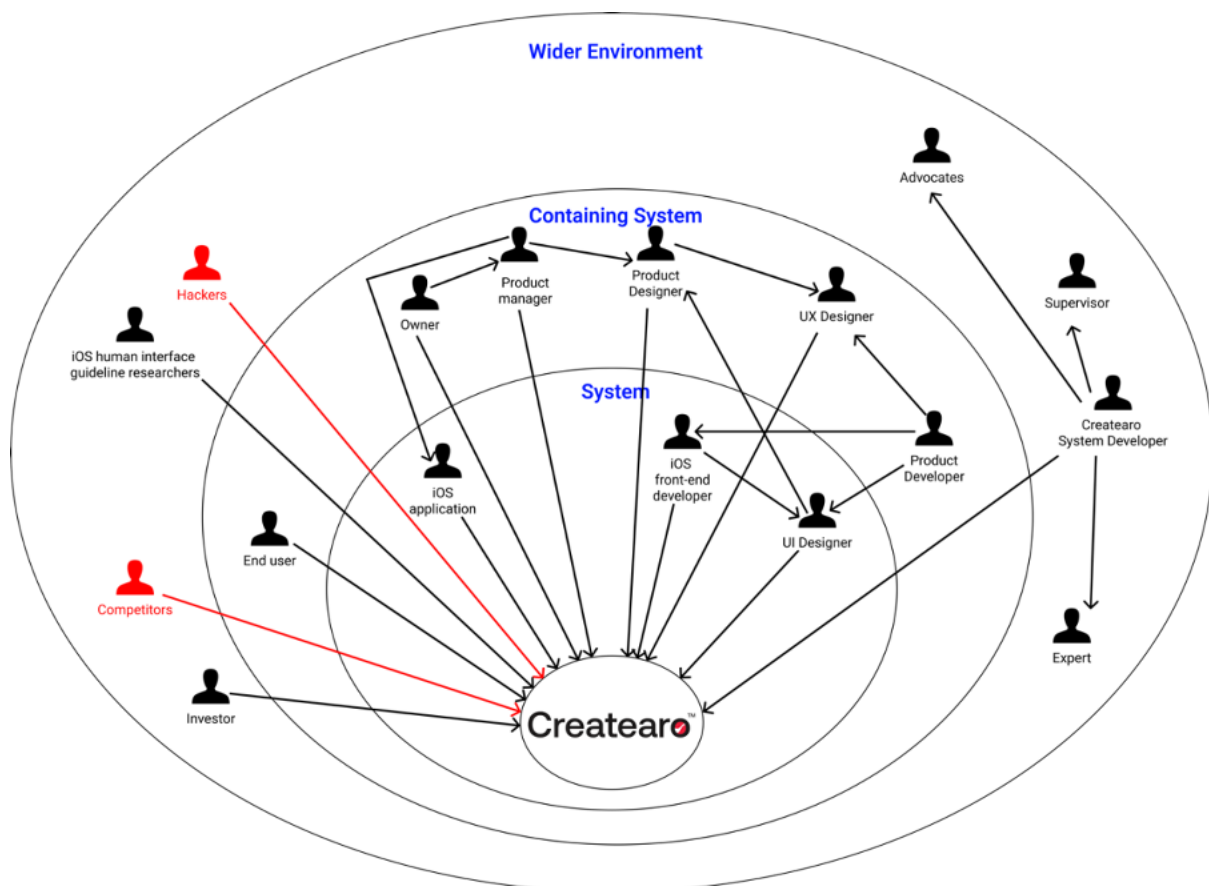 Wider Environment
Advocates
Containing System
Hackers
Product
manager
Product
Designer
Supervisor
Owner
UX Designer
iOS human interface
guideline researchers
System
Createaro
System Developer
iOS
front-end
developer
Product
Developer
iOS
application
End user
UI Designer
Competitors
Expert
Investor
Createaro™